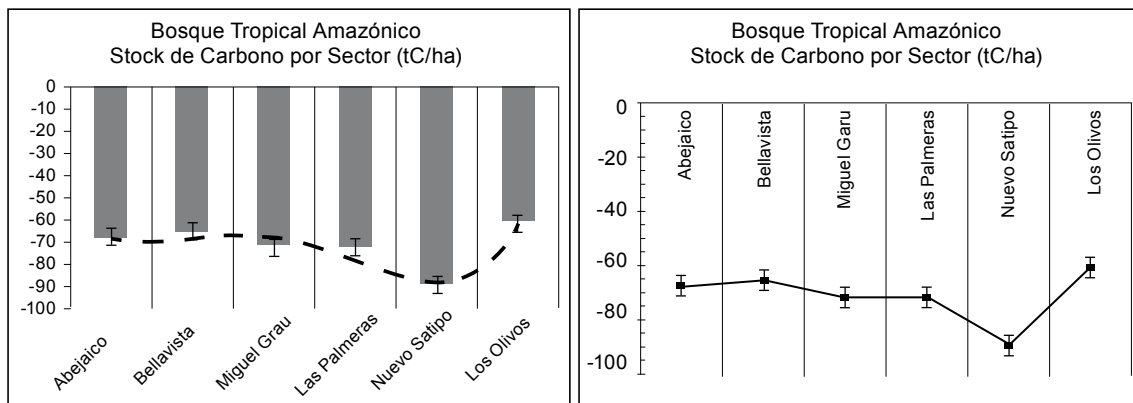 Bosque Tropical Amazónico
Stock de Carbono por Sector (tC/ha)
0
-10
-20
-30
-40
-50
-60
-70
-80
-90
-100
Abejaico
Bellavista
Miguel Grau
Las Palmeras
Nuevo Satipo
Los Olivos
Bosque Tropical Amazónico
Stock de Carbono por Sector (tC/ha)
0
-20
-40
-60
-80
-100
Abejaico
Bellavista
Miguel Garu
Las Palmeras
Nuevo Satipo
Los Olivos